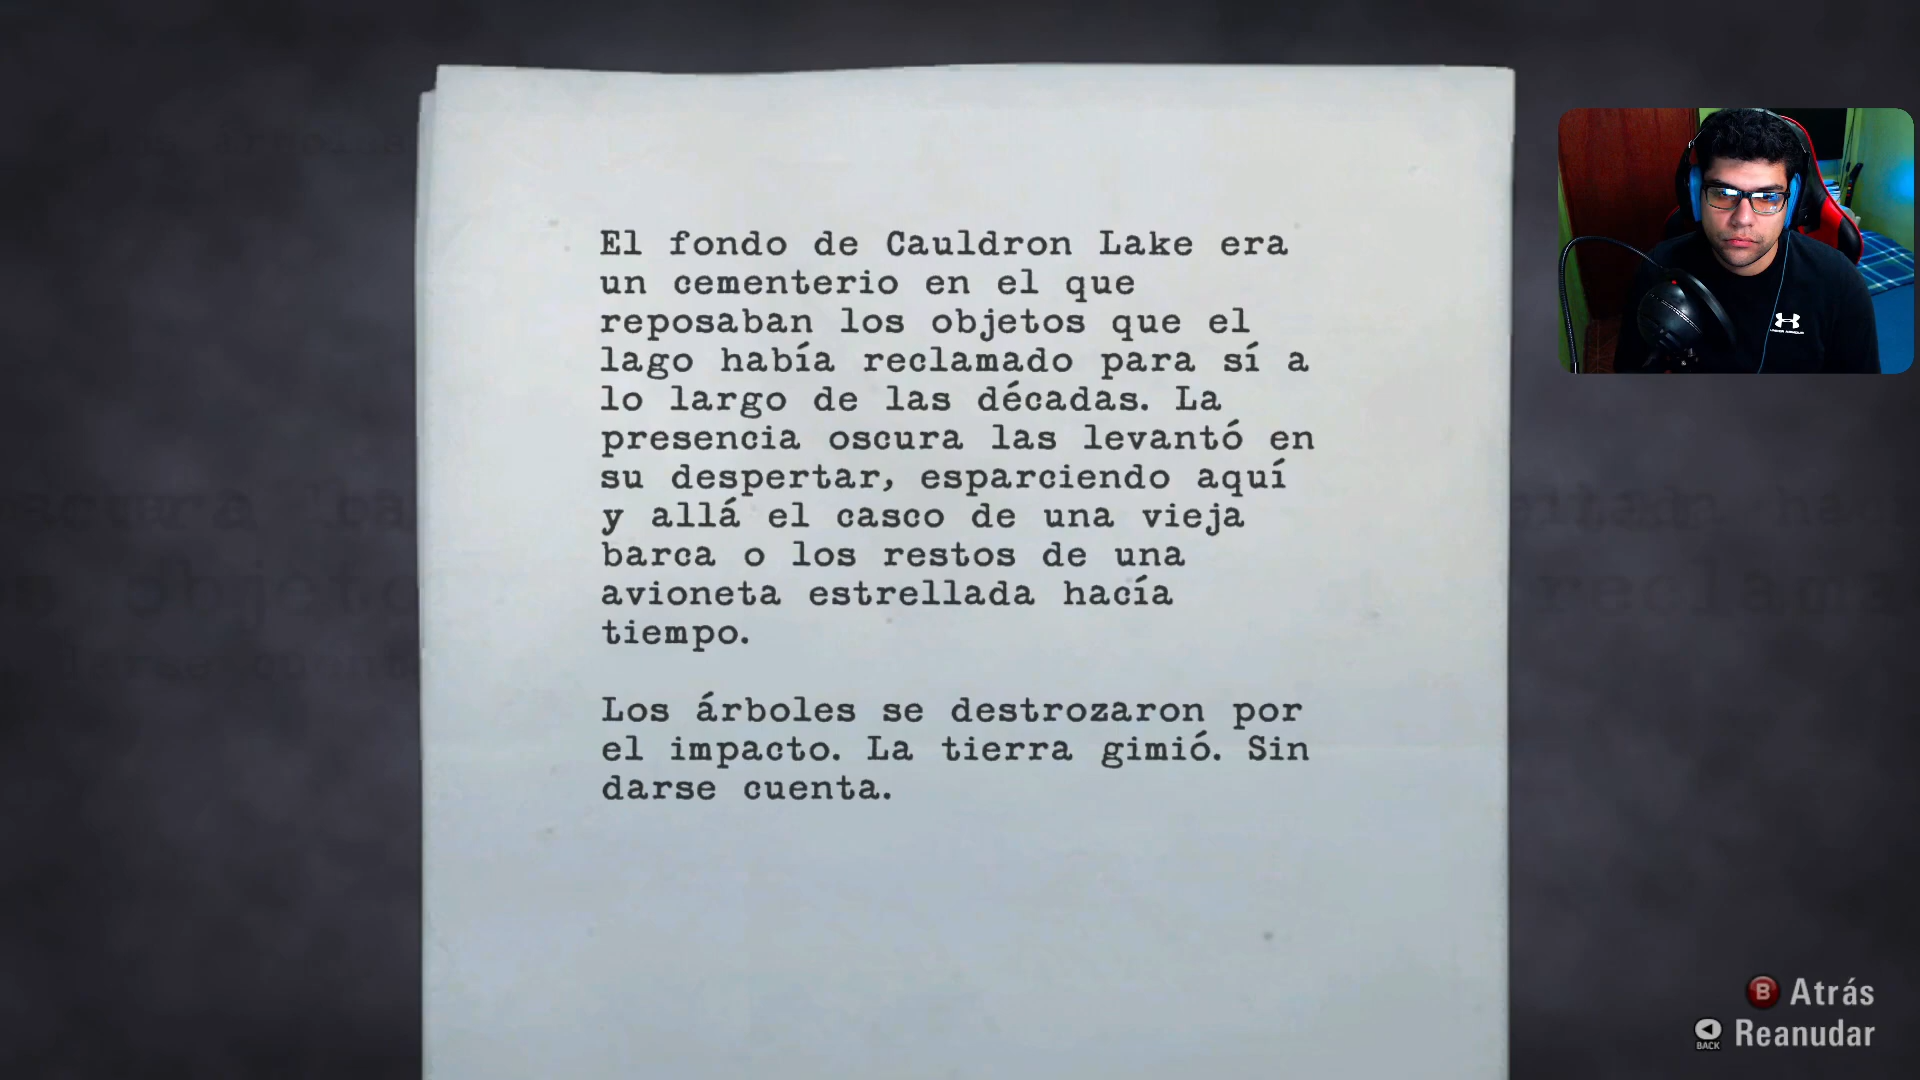 El fondo de Cauldron Lake era
un cementerio en el que
reposaban los objetos que el
lago había reclamado para sí a
lo largo de las décadas. La
presencia oscura las levantó en
su despertar, esparciendo aquí
y allá el casco de una vieja
barca o los restos de una
avioneta estrellada hacía
tiempo.
Los árboles se destrozaron por
el impacto. La tierra gimió. Sin
darse cuenta.
B Atrás
BACK Reanudar